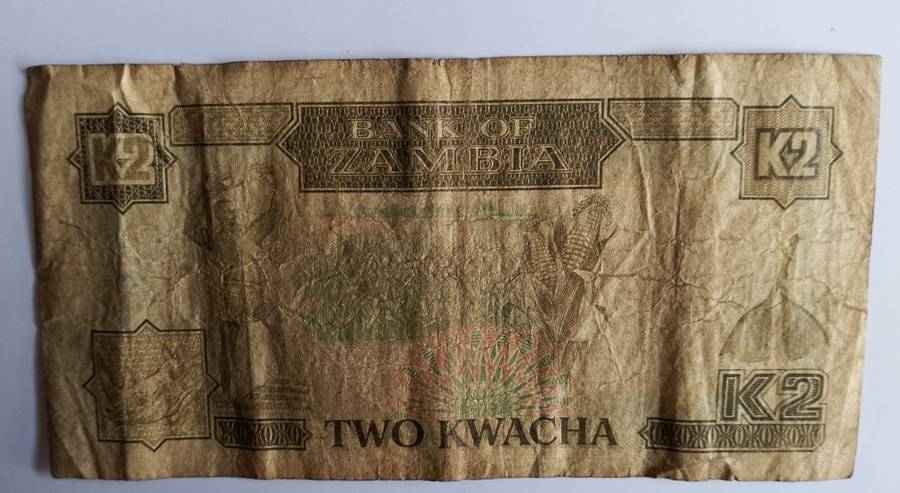 K2
BANK OF
ZAMBIA
K2
K2
TWO KWACHA